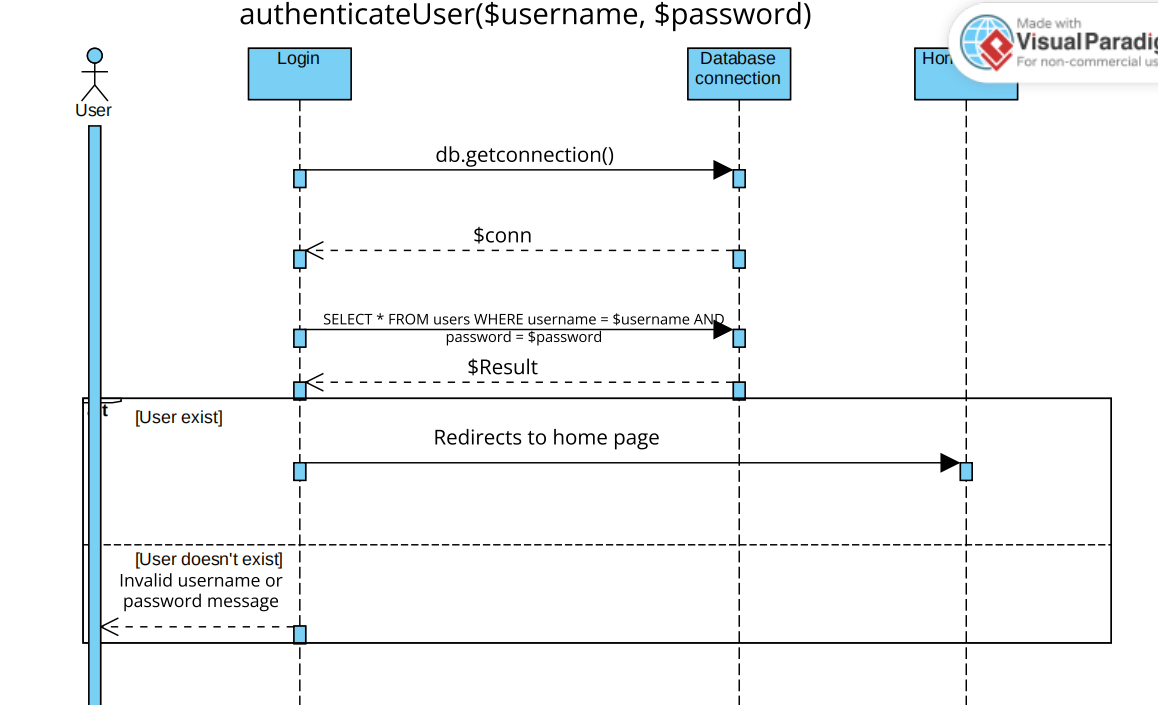 authenticateUser($username, $password)
Made with
Visual Paradig
For non-commercial us
Login
Database
connection
Hom
User
db.getconnection()
$conn
SELECT * FROM users WHERE username = $username AND
password = $password
$Result
[User exist]
Redirects to home page
[User doesn't exist]
Invalid username or
password message